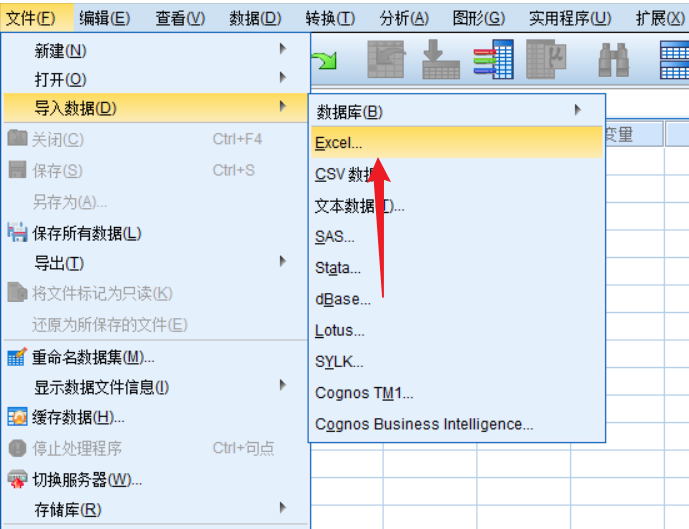 文件(F) 编辑(E) 查看(V) 数据(D) 转换(T) 分析(A) 图形(G) 实用程序(U) 扩展(X)
新建(N)
打开(O)
导入数据(D)
关闭(C) Ctrl+F4
保存(S) Ctrl+S
另存为(A)...
保存所有数据(L)
导出(T)
将文件标记为只读(K)
还原为所保存的文件(E)
重命名数据集(M)...
显示数据文件信息(I)
缓存数据(H)...
停止处理程序 Ctrl+句点
切换服务器(W)...
存储库(R)
数据库(B)
Excel...
CSV 数据
文本数据(T)...
SAS...
Stata...
dBase...
Lotus...
SYLK...
Cognos TM1...
Cognos Business Intelligence...
变量